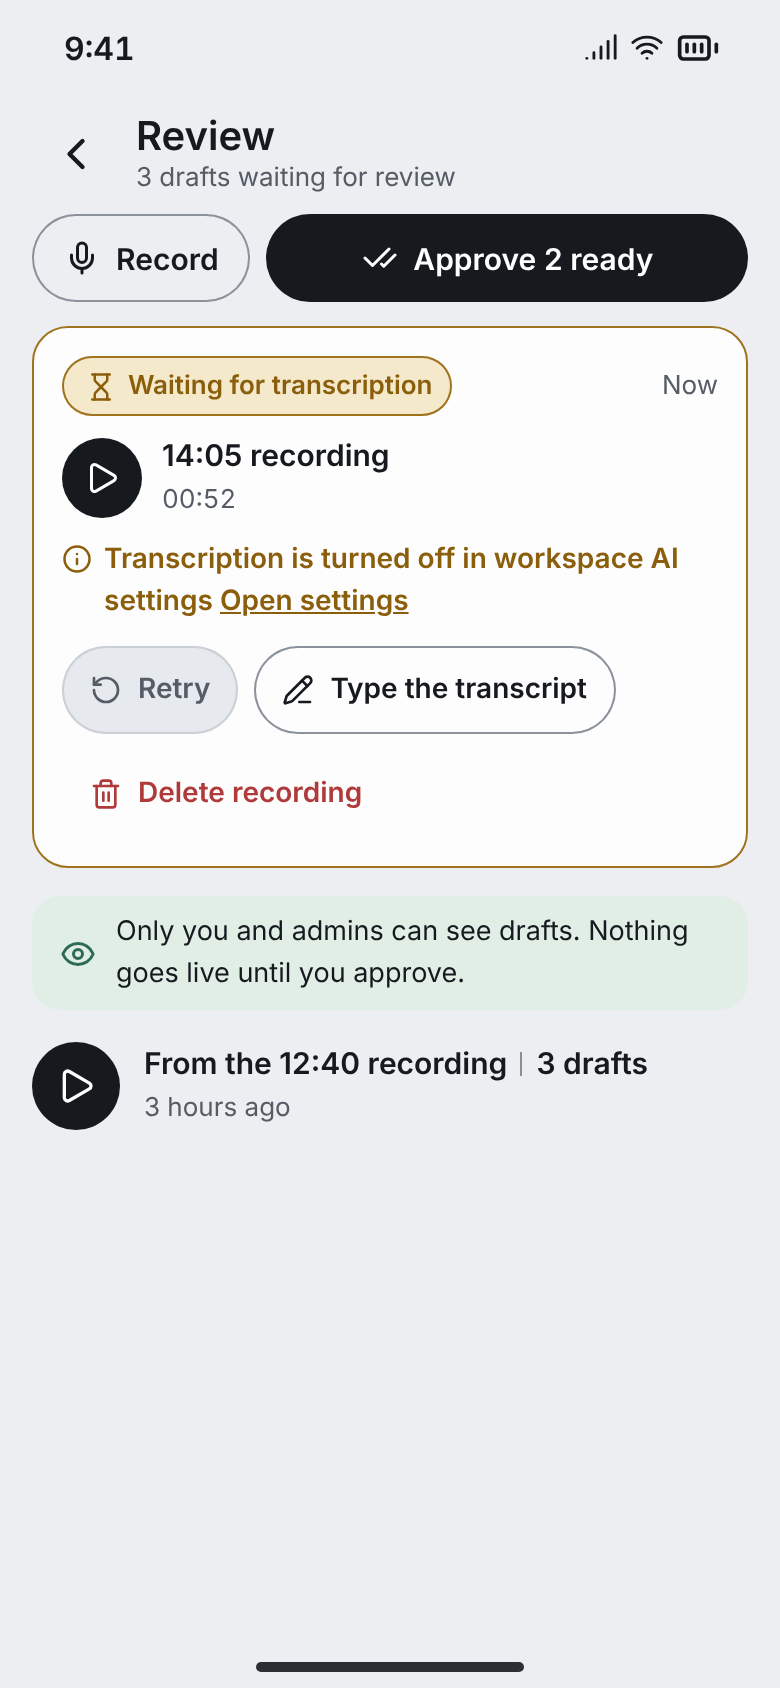 9:41
Review
3 drafts waiting for review
Record
Approve 2 ready
Waiting for transcription
Now
14:05 recording
00:52
Transcription is turned off in workspace AI
settings Open settings
Retry
Type the transcript
Delete recording
Only you and admins can see drafts. Nothing
goes live until you approve.
From the 12:40 recording | 3 drafts
3 hours ago